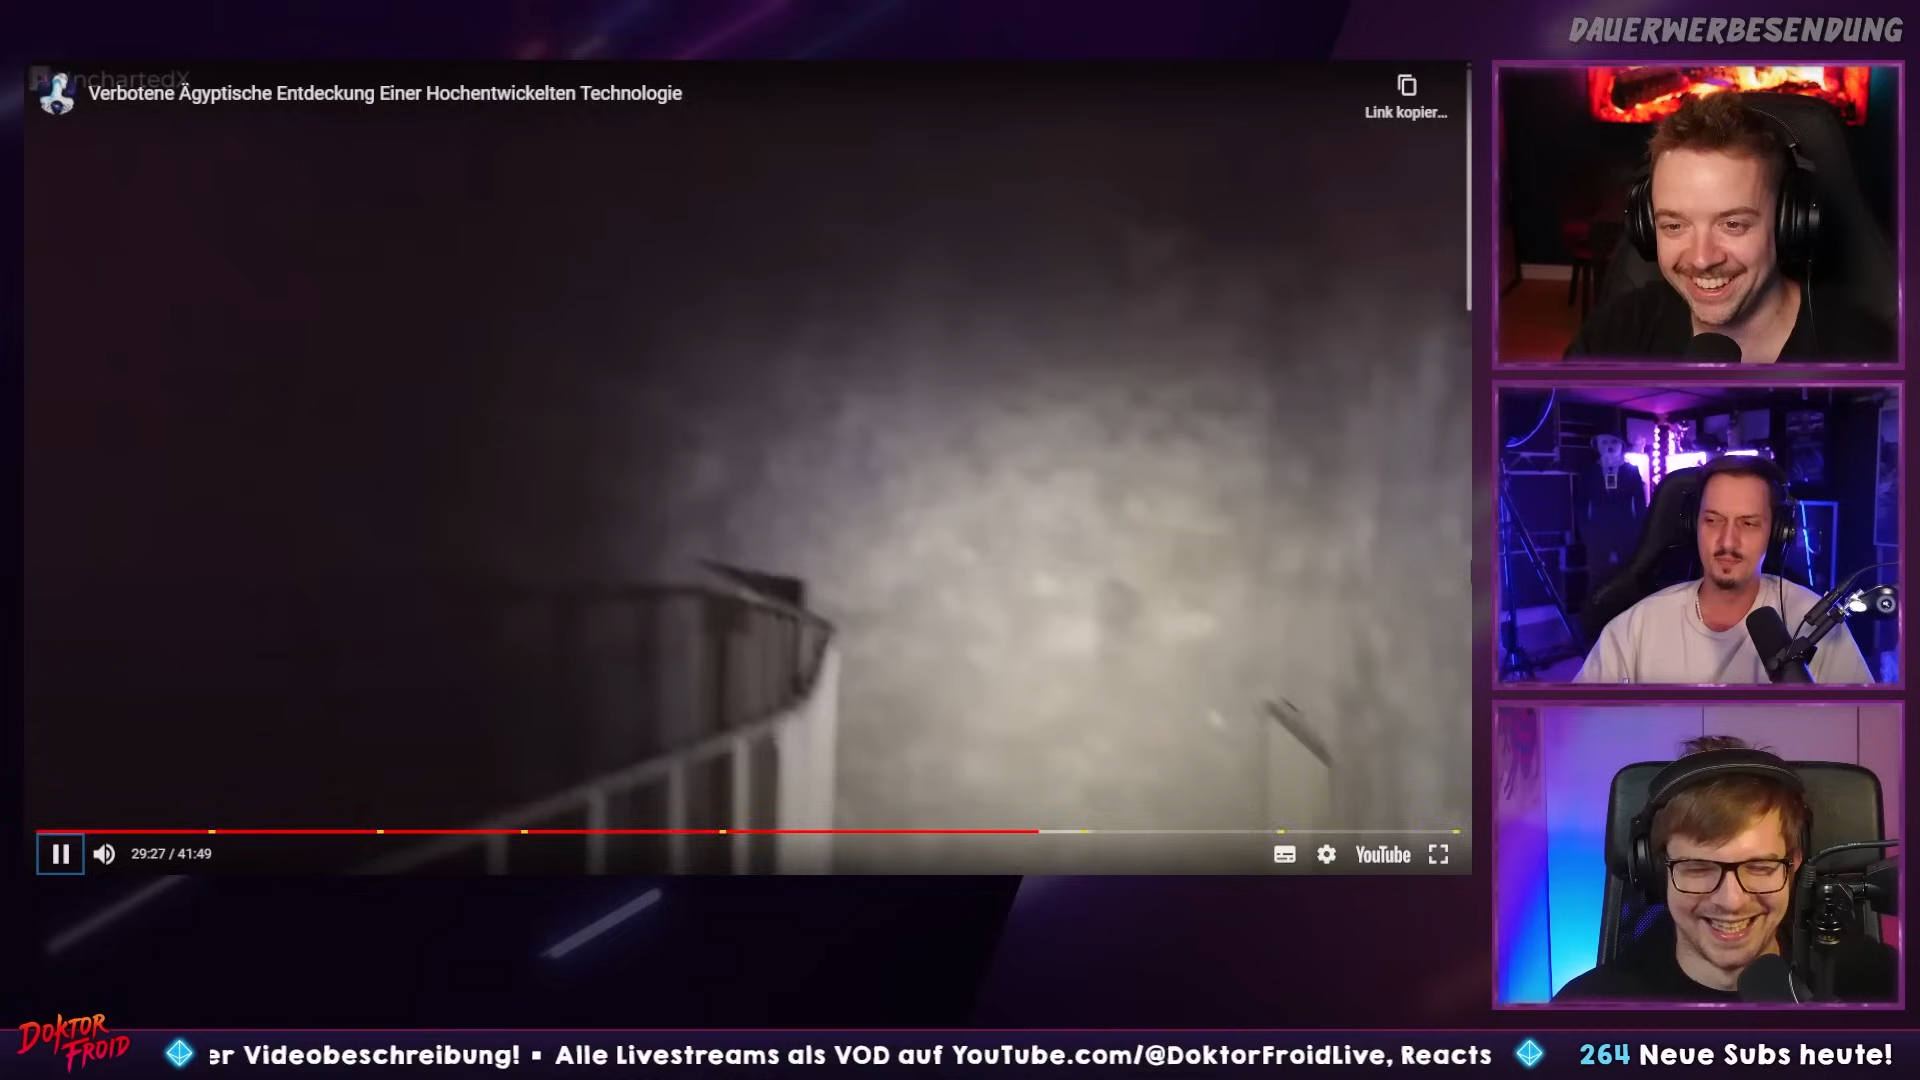 DAUERWERBESENDUNG
UnchartedX
Verbotene Ägyptische Entdeckung Einer Hochentwickelten Technologie
Link kopier...
29:27 / 41:49
YouTube
DOKTOR
FROID
er Videobeschreibung! ▪ Alle Livestreams als VOD auf YouTube.com/@DoktorFroidLive, Reacts
264 Neue Subs heute!